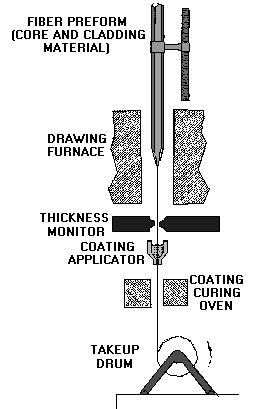 FIBER PREFORM
(CORE AND CLADDING
MATERIAL)
DRAWING
FURNACE
THICKNESS
MONITOR
COATING
APPLICATOR
COATING
CURING
OVEN
TAKEUP
DRUM